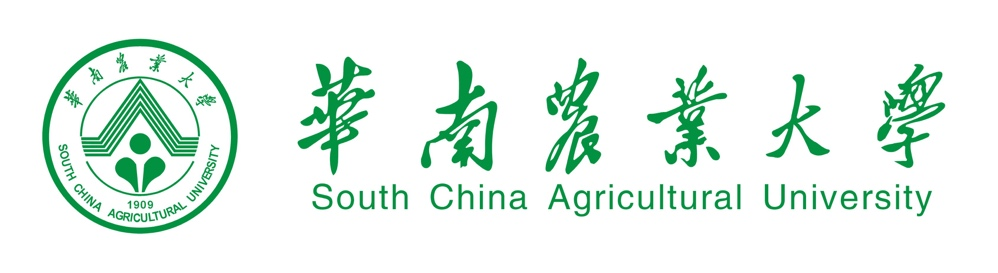 華南農業大學
SOUTH CHINA AGRICULTURAL UNIVERSITY
1909
華南農業大學
South China Agricultural University